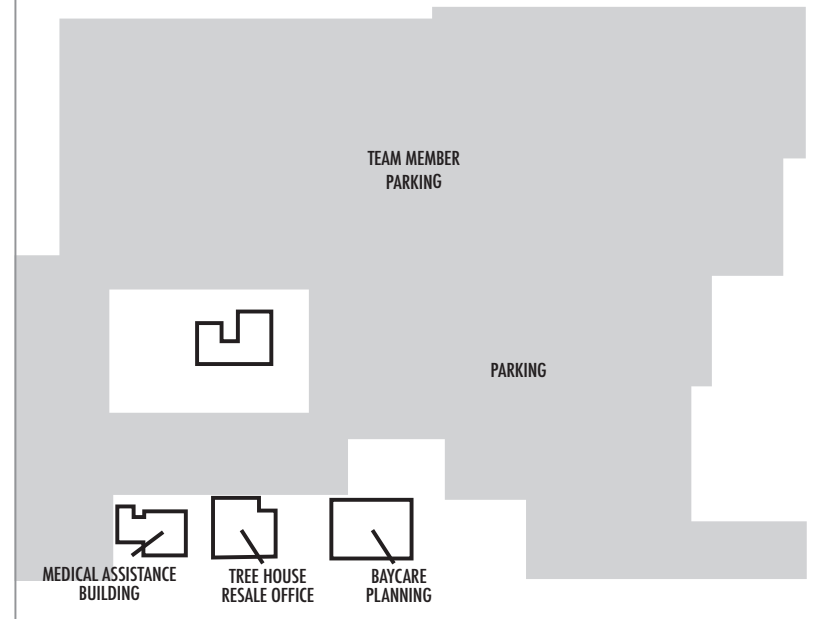 TEAM MEMBER
PARKING
PARKING
MEDICAL ASSISTANCE
BUILDING
TREE HOUSE
RESALE OFFICE
BAYCARE
PLANNING